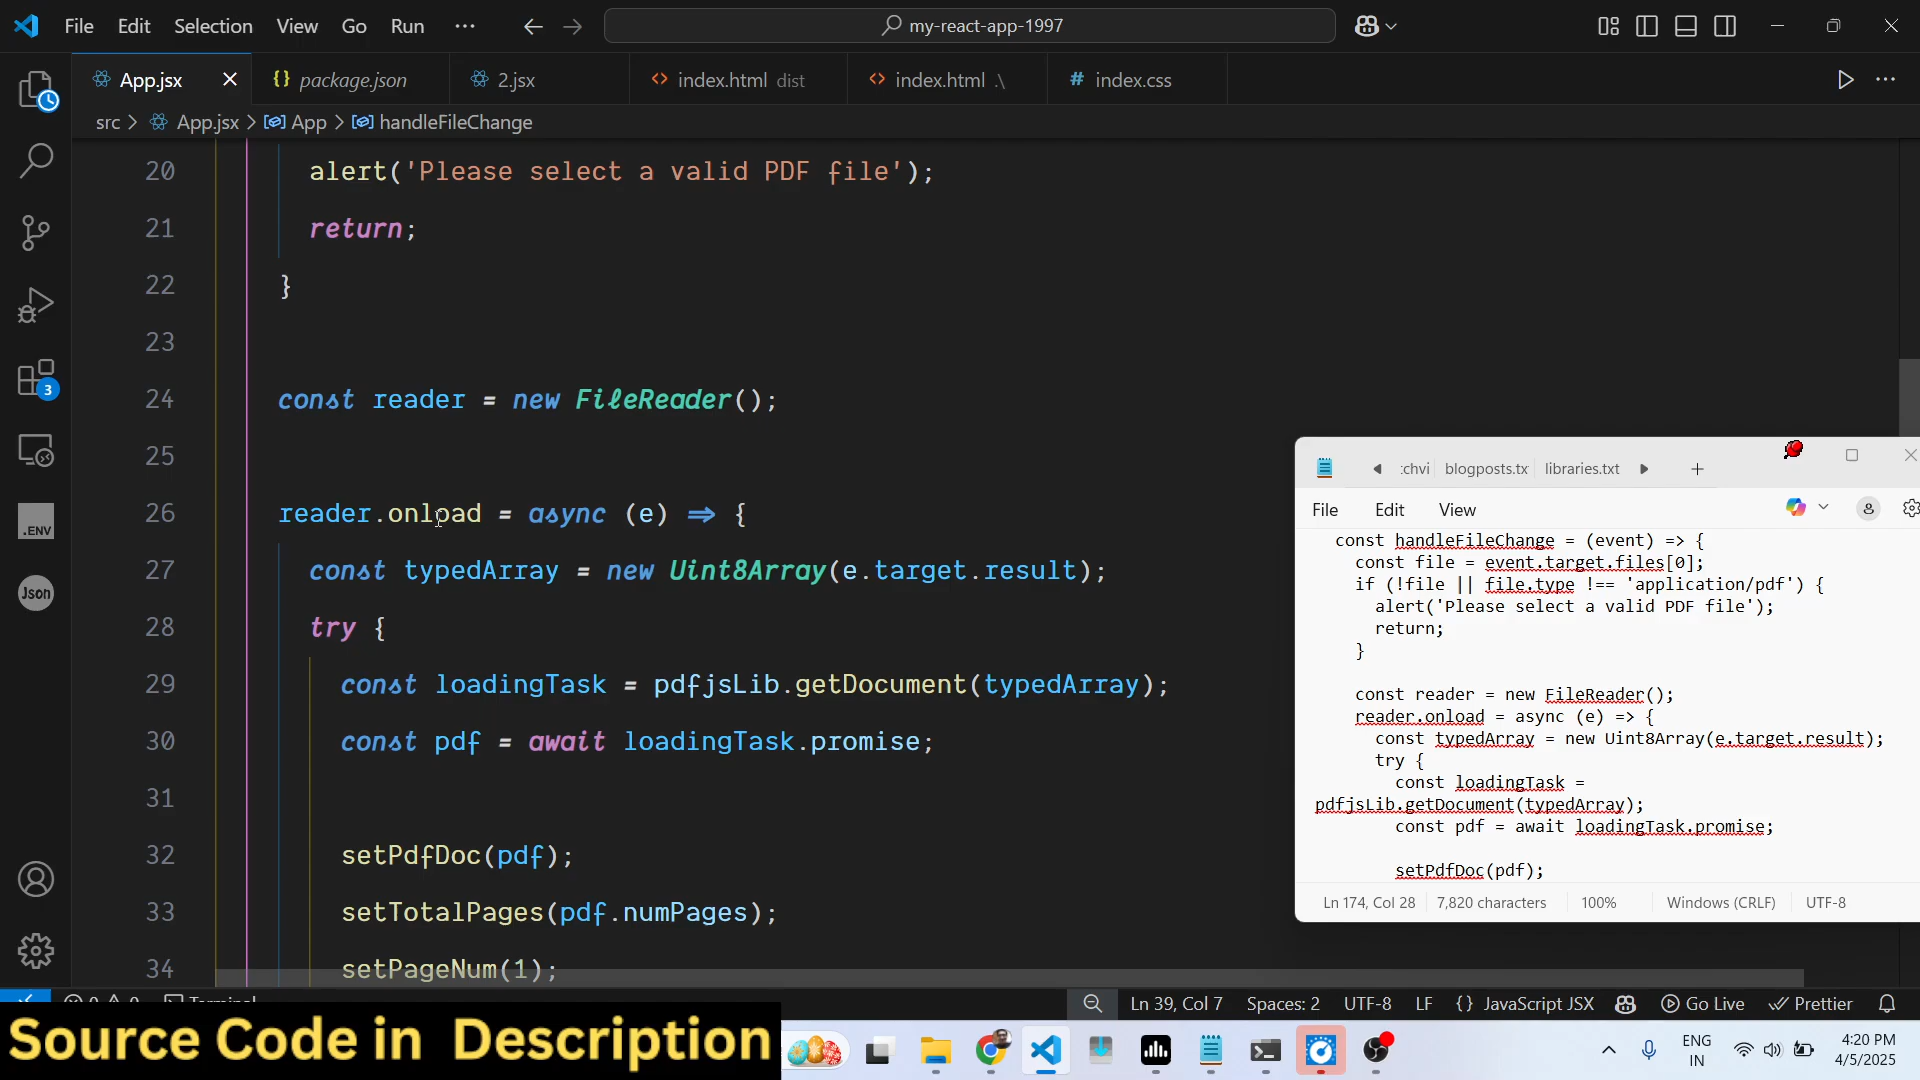 File Edit Selection View Go Run ··· my-react-app-1997
App.jsx package.json 2.jsx index.html dist index.html .\ index.css
src > App.jsx > App > handleFileChange
20 alert('Please select a valid PDF file');
21 return;
22 }
23
24 const reader = new FileReader();
25
26 reader.onload = async (e) => {
27 const typedArray = new Uint8Array(e.target.result);
28 try {
29 const loadingTask = pdfjsLib.getDocument(typedArray);
30 const pdf = await loadingTask.promise;
31
32 setPdfDoc(pdf);
33 setTotalPages(pdf.numPages);
34 setPageNum(1);
3
.ENV
Json
:chvi blogposts.tx libraries.txt
File Edit View
const handleFileChange = (event) => {
const file = event.target.files[0];
if (!file || file.type !== 'application/pdf') {
alert('Please select a valid PDF file');
return;
}
const reader = new FileReader();
reader.onload = async (e) => {
const typedArray = new Uint8Array(e.target.result);
try {
const loadingTask =
pdfjsLib.getDocument(typedArray);
const pdf = await loadingTask.promise;
setPdfDoc(pdf);
Ln 174, Col 28 7,820 characters 100% Windows (CRLF) UTF-8
Ln 39, Col 7 Spaces: 2 UTF-8 LF {} JavaScript JSX Go Live Prettier
Source Code in Description
ENG
IN
4:20 PM
4/5/2025